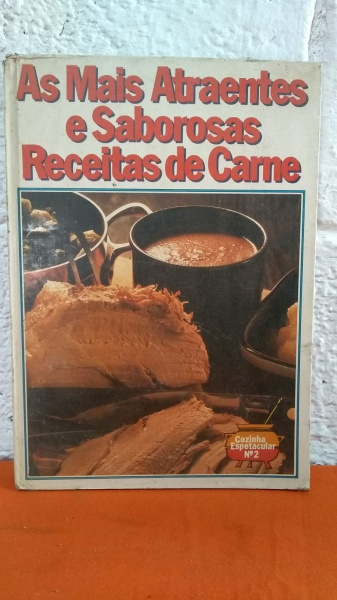 As Mais Atraentes
e Saborosas
Receitas de Carne
Cozinha
Espetacular
Nº 2